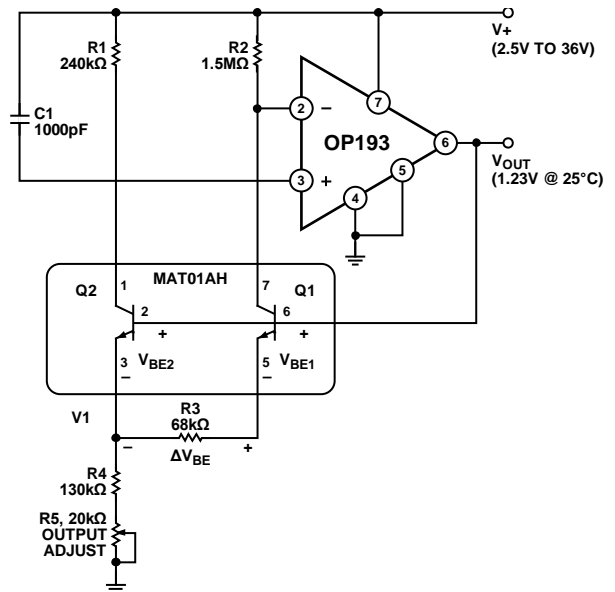 V+
(2.5V TO 36V)
R1
240kΩ
R2
1.5MΩ
C1
1000pF
2
−
7
OP193
6
3
+
5
4
VOUT
(1.23V @ 25°C)
MAT01AH
Q2
1
7
Q1
2
6
+
+
VBE2
VBE1
3
5
−
−
V1
R3
68kΩ
−
+
ΔVBE
R4
130kΩ
R5, 20kΩ
OUTPUT
ADJUST